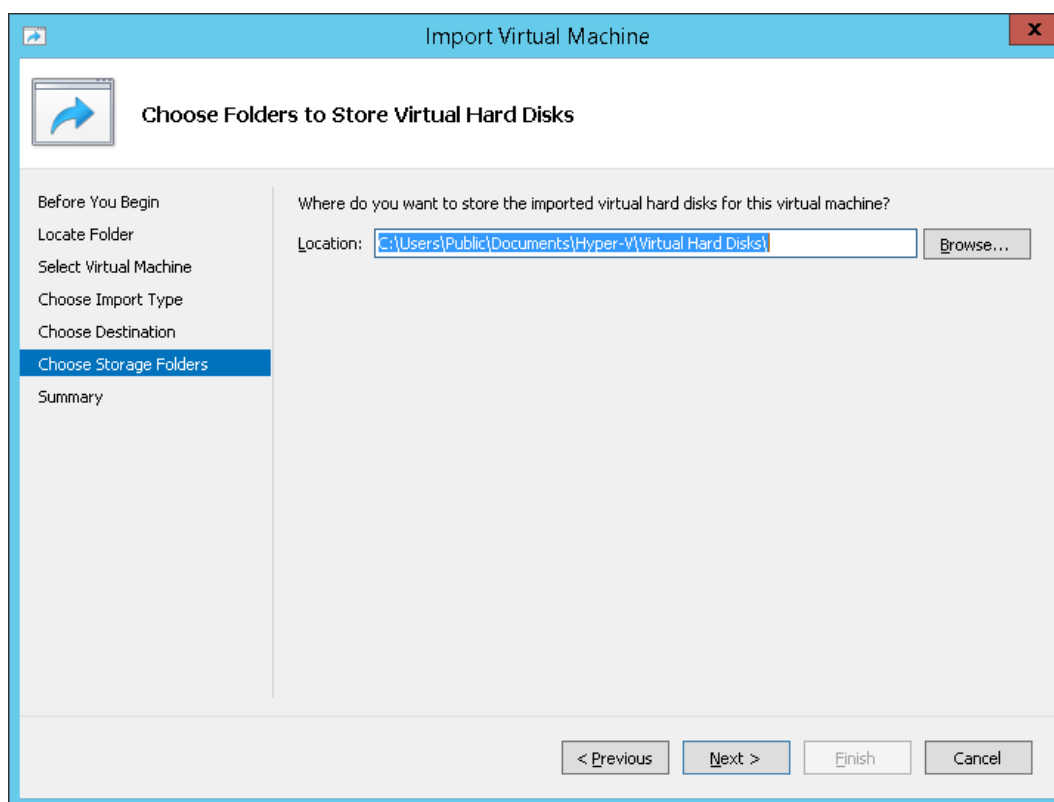 Import Virtual Machine
x
Choose Folders to Store Virtual Hard Disks
Before You Begin
Locate Folder
Select Virtual Machine
Choose Import Type
Choose Destination
Choose Storage Folders
Summary
Where do you want to store the imported virtual hard disks for this virtual machine?
Location: C:\Users\Public\Documents\Hyper-V\Virtual Hard Disks\ Browse...
< Previous Next > Finish Cancel